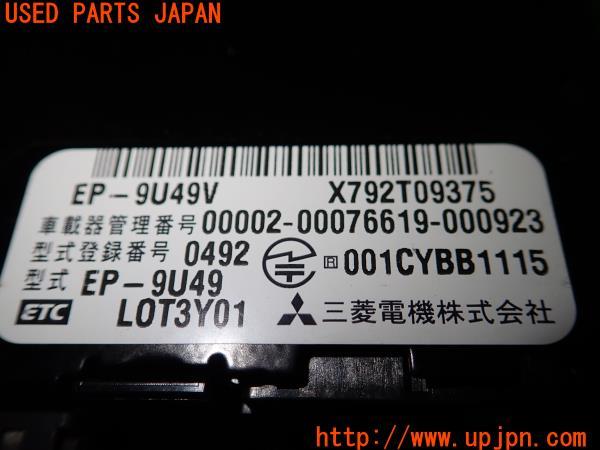 USED PARTS JAPAN
EP-9U49V X792T09375
車載器管理番号 00002-00076619-000923
型式登録番号 0492 R 001CYBB1115
型式 EP-9U49
ETC LOT3Y01 三菱電機株式会社
http://www.upjpn.com